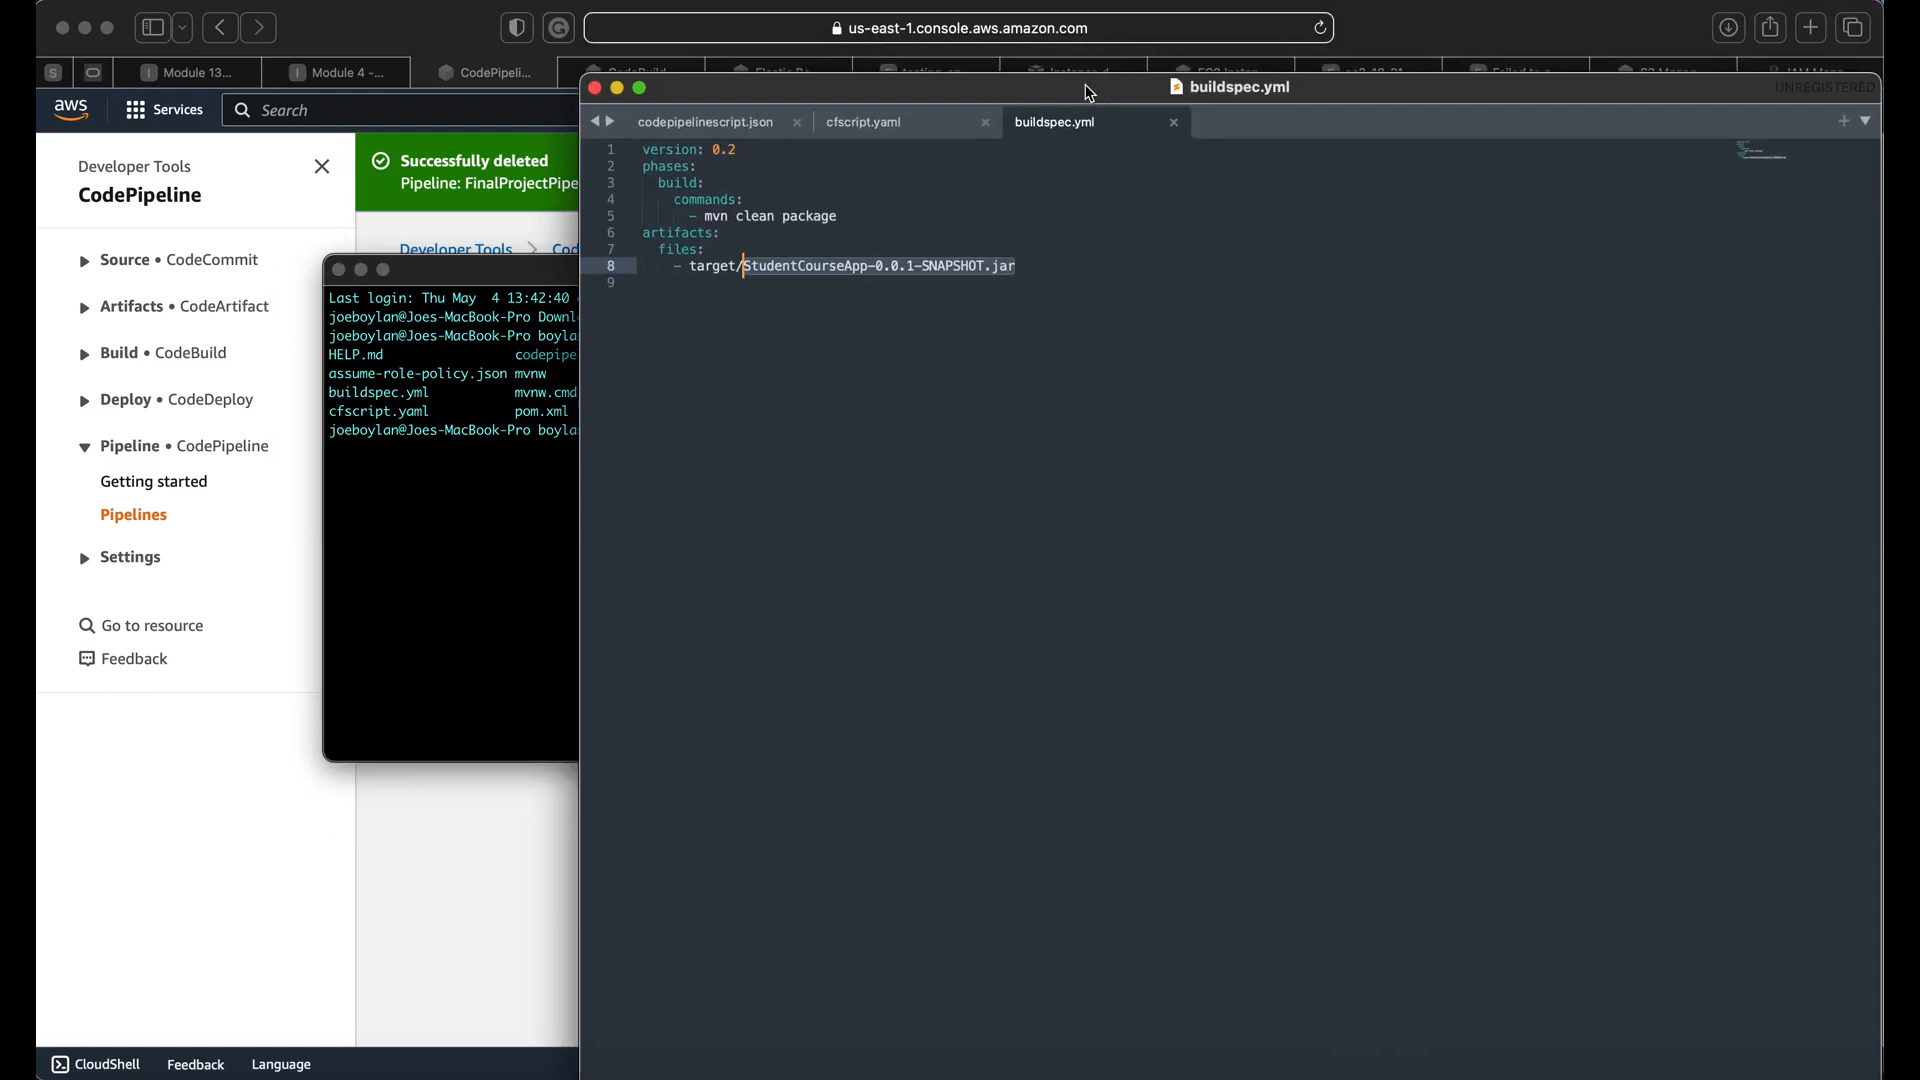 us-east-1.console.aws.amazon.com
S
Module 13...
Module 4 -...
CodePipeli...
aws
Services
Search
buildspec.yml
UNREGISTERED
codepipelinescript.json
cfscript.yaml
buildspec.yml
1 version: 0.2
2 phases:
3 build:
4 commands:
5 - mvn clean package
6 artifacts:
7 files:
8 - target/StudentCourseApp-0.0.1-SNAPSHOT.jar
9
Developer Tools
CodePipeline
Source • CodeCommit
Artifacts • CodeArtifact
Build • CodeBuild
Deploy • CodeDeploy
Pipeline • CodePipeline
Getting started
Pipelines
Settings
Go to resource
Feedback
Successfully deleted
Pipeline: FinalProjectPipe
Developer Tools
Cod
Last login: Thu May  4 13:42:40
joeboylan@Joes-MacBook-Pro Downl
joeboylan@Joes-MacBook-Pro boyla
HELP.md codepipe
assume-role-policy.json mvnw
buildspec.yml mvnw.cmd
cfscript.yaml pom.xml
joeboylan@Joes-MacBook-Pro boyla
CloudShell
Feedback
Language